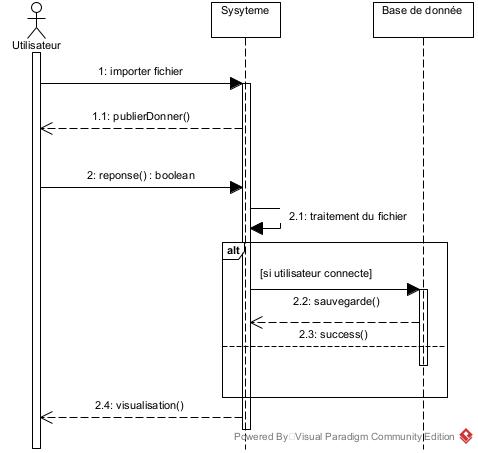 Sysyteme
Base de donnée
Utilisateur
1: importer fichier
1.1: publierDonner()
2: reponse() : boolean
2.1: traitement du fichier
alt
[si utilisateur connecte]
2.2: sauvegarde()
2.3: success()
2.4: visualisation()
Powered By Visual Paradigm Community Edition